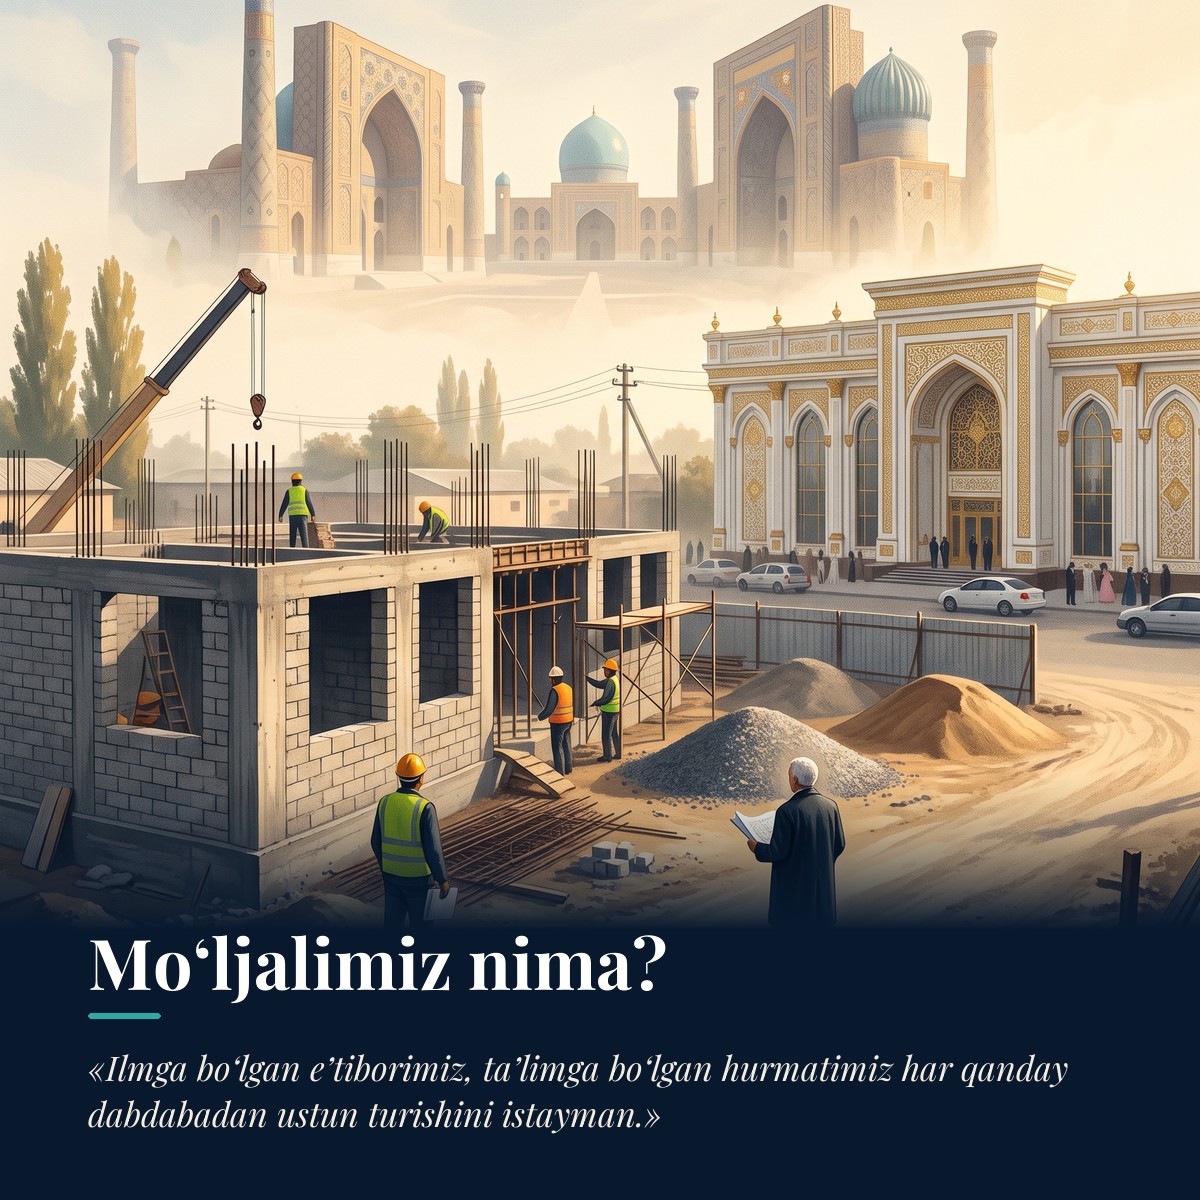 Mo‘ljalimiz nima?
«Ilmga bo‘lgan e’tiborimiz, ta’limga bo‘lgan hurmatimiz har qanday
dabdabadan ustun turishini istayman.»